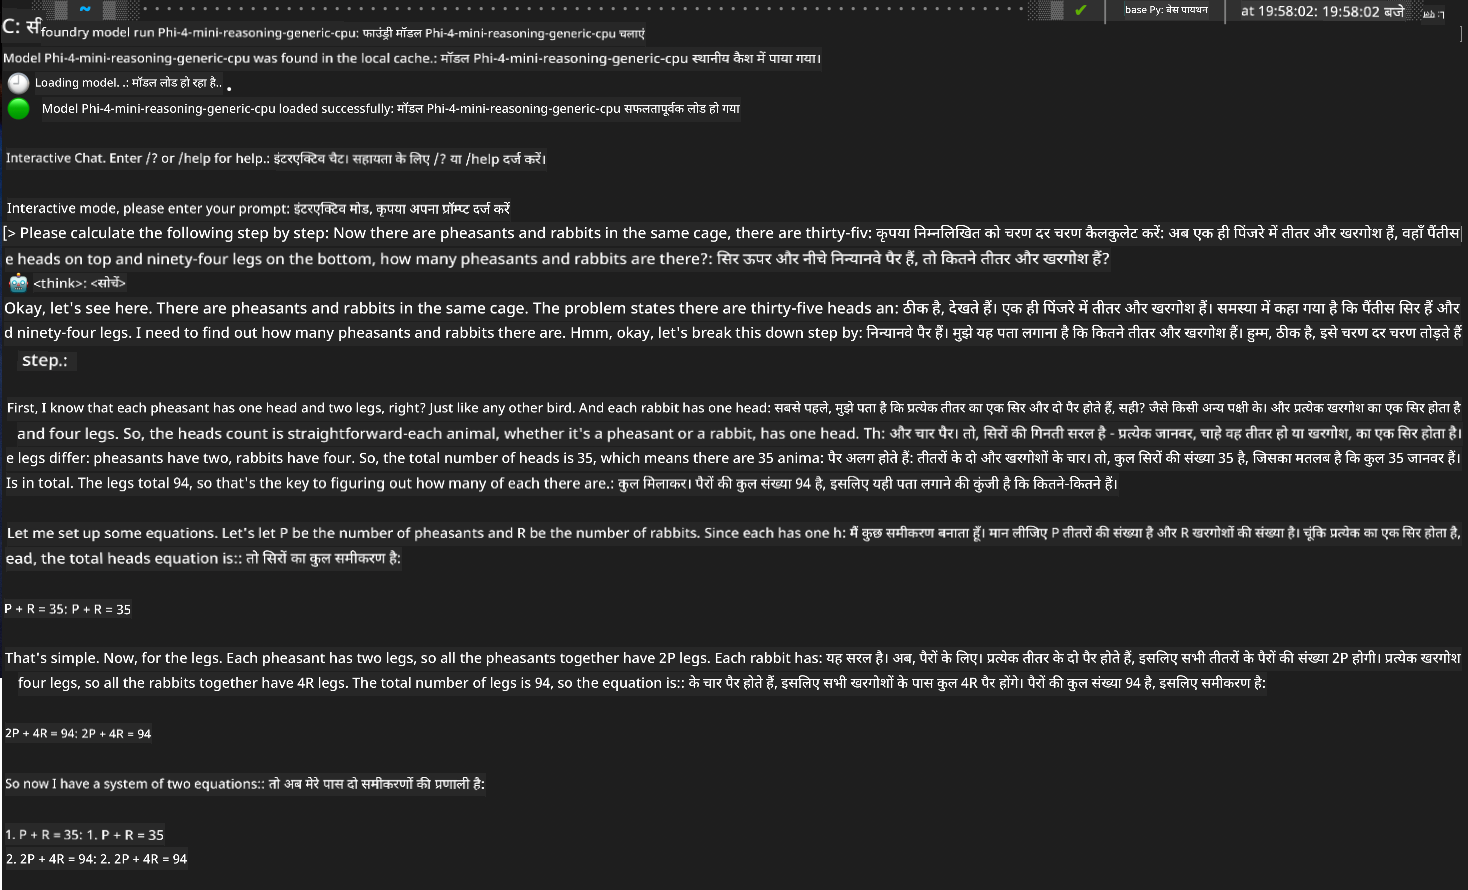 ~ ✔ base Py: बेस पायथन at 19:58:02: 19:58:02 बजे
C: र्स
foundry model run Phi-4-mini-reasoning-generic-cpu: फाउंड्री मॉडल Phi-4-mini-reasoning-generic-cpu चलाएं
Model Phi-4-mini-reasoning-generic-cpu was found in the local cache.: मॉडल Phi-4-mini-reasoning-generic-cpu स्थानीय कैश में पाया गया।
Loading model. .: मॉडल लोड हो रहा है.. .
Model Phi-4-mini-reasoning-generic-cpu loaded successfully: मॉडल Phi-4-mini-reasoning-generic-cpu सफलतापूर्वक लोड हो गया
Interactive Chat. Enter /? or /help for help.: इंटरएक्टिव चैट। सहायता के लिए /? या /help दर्ज करें।
Interactive mode, please enter your prompt: इंटरएक्टिव मोड, कृपया अपना प्रॉम्प्ट दर्ज करें
[> Please calculate the following step by step: Now there are pheasants and rabbits in the same cage, there are thirty-fiv: कृपया निम्नलिखित को चरण दर चरण कैलकुलेट करें: अब एक ही पिंजरे में तीतर और खरगोश हैं, वहाँ पैंतीस
e heads on top and ninety-four legs on the bottom, how many pheasants and rabbits are there?: सिर ऊपर और नीचे निन्यानवे पैर हैं, तो कितने तीतर और खरगोश हैं?
<think>: <सोचें>
Okay, let's see here. There are pheasants and rabbits in the same cage. The problem states there are thirty-five heads an: ठीक है, देखते हैं। एक ही पिंजरे में तीतर और खरगोश हैं। समस्या में कहा गया है कि पैंतीस सिर हैं और
d ninety-four legs. I need to find out how many pheasants and rabbits there are. Hmm, okay, let's break this down step by: निन्यानवे पैर हैं। मुझे यह पता लगाना है कि कितने तीतर और खरगोश हैं। हुम्म, ठीक है, इसे चरण दर चरण तोड़ते हैं
step.:
First, I know that each pheasant has one head and two legs, right? Just like any other bird. And each rabbit has one head: सबसे पहले, मुझे पता है कि प्रत्येक तीतर का एक सिर और दो पैर होते हैं, सही? जैसे किसी अन्य पक्षी के। और प्रत्येक खरगोश का एक सिर होता है
and four legs. So, the heads count is straightforward-each animal, whether it's a pheasant or a rabbit, has one head. Th: और चार पैर। तो, सिरों की गिनती सरल है - प्रत्येक जानवर, चाहे वह तीतर हो या खरगोश, का एक सिर होता है।
e legs differ: pheasants have two, rabbits have four. So, the total number of heads is 35, which means there are 35 anima: पैर अलग होते हैं: तीतरों के दो और खरगोशों के चार। तो, कुल सिरों की संख्या 35 है, जिसका मतलब है कि कुल 35 जानवर हैं।
Is in total. The legs total 94, so that's the key to figuring out how many of each there are.: कुल मिलाकर। पैरों की कुल संख्या 94 है, इसलिए यही पता लगाने की कुंजी है कि कितने-कितने हैं।
Let me set up some equations. Let's let P be the number of pheasants and R be the number of rabbits. Since each has one h: मैं कुछ समीकरण बनाता हूँ। मान लीजिए P तीतरों की संख्या है और R खरगोशों की संख्या है। चूंकि प्रत्येक का एक सिर होता है,
ead, the total heads equation is:: तो सिरों का कुल समीकरण है:
P + R = 35: P + R = 35
That's simple. Now, for the legs. Each pheasant has two legs, so all the pheasants together have 2P legs. Each rabbit has: यह सरल है। अब, पैरों के लिए। प्रत्येक तीतर के दो पैर होते हैं, इसलिए सभी तीतरों के पैरों की संख्या 2P होगी। प्रत्येक खरगोश
four legs, so all the rabbits together have 4R legs. The total number of legs is 94, so the equation is:: के चार पैर होते हैं, इसलिए सभी खरगोशों के पास कुल 4R पैर होंगे। पैरों की कुल संख्या 94 है, इसलिए समीकरण है:
2P + 4R = 94: 2P + 4R = 94
So now I have a system of two equations:: तो अब मेरे पास दो समीकरणों की प्रणाली है:
1. P + R = 35: 1. P + R = 35
2. 2P + 4R = 94: 2. 2P + 4R = 94